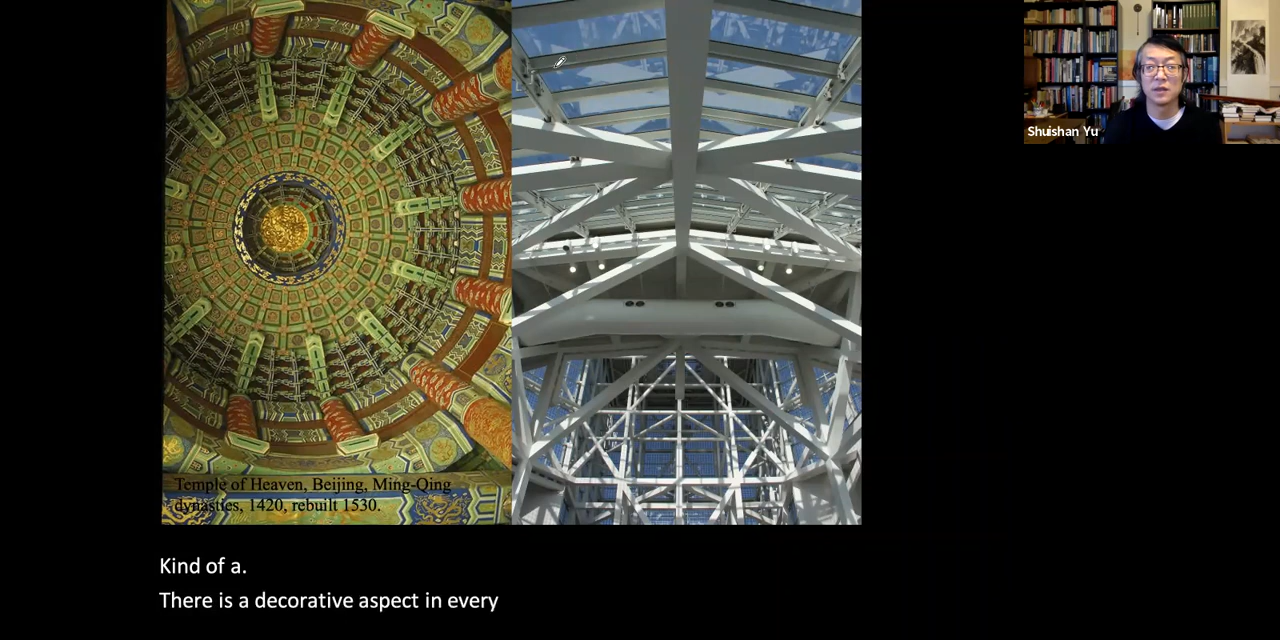 Shuishan Yu
Temple of Heaven, Beijing, Ming-Qing
dynasties, 1420, rebuilt 1530.
Kind of a.
There is a decorative aspect in every